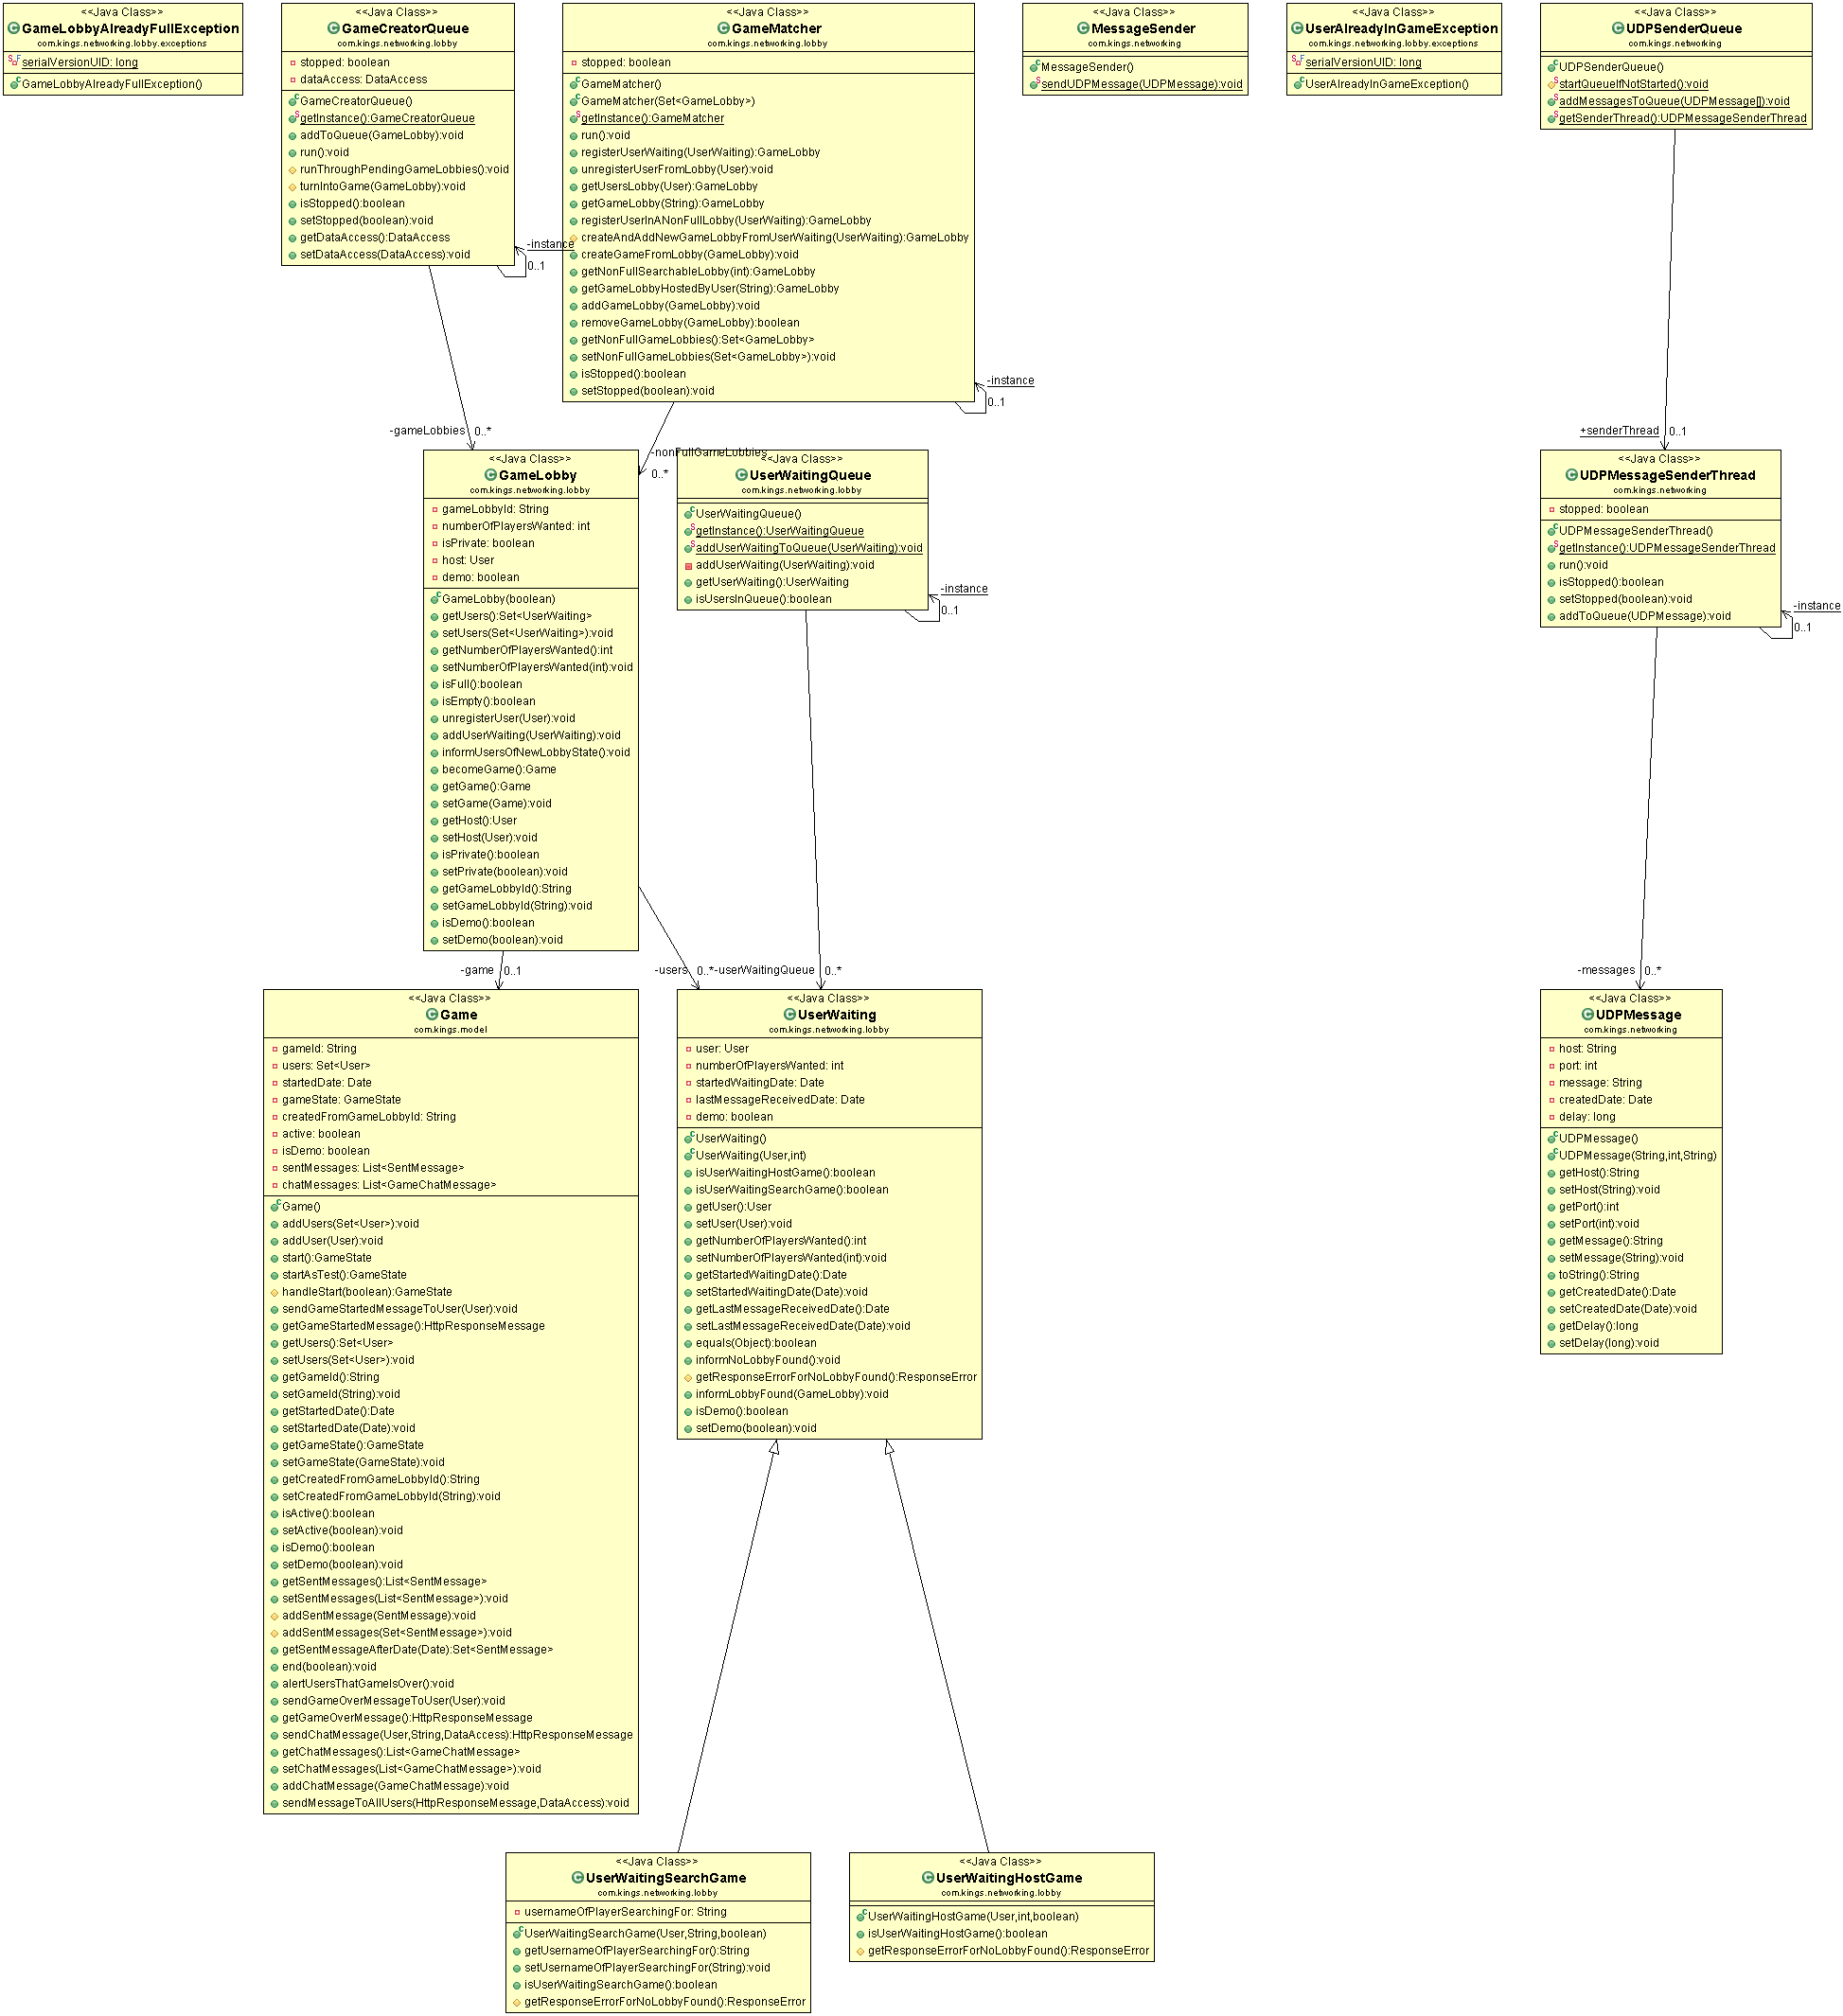 <<Java Class>>
GameLobbyAlreadyFullException
com.kings.networking.lobby.exceptions
serialVersionUID: long
GameLobbyAlreadyFullException()
<<Java Class>>
GameCreatorQueue
com.kings.networking.lobby
stopped: boolean
dataAccess: DataAccess
GameCreatorQueue()
getInstance():GameCreatorQueue
addToQueue(GameLobby):void
run():void
runThroughPendingGameLobbies():void
turnIntoGame(GameLobby):void
isStopped():boolean
setStopped(boolean):void
getDataAccess():DataAccess
setDataAccess(DataAccess):void
-instance
0..1
<<Java Class>>
GameMatcher
com.kings.networking.lobby
stopped: boolean
GameMatcher()
GameMatcher(Set<GameLobby>)
getInstance():GameMatcher
run():void
registerUserWaiting(UserWaiting):GameLobby
unregisterUserFromLobby(User):void
getUsersLobby(User):GameLobby
getGameLobby(String):GameLobby
registerUserInANonFullLobby(UserWaiting):GameLobby
createAndAddNewGameLobbyFromUserWaiting(UserWaiting):GameLobby
createGameFromLobby(GameLobby):void
getNonFullSearchableLobby(int):GameLobby
getGameLobbyHostedByUser(String):GameLobby
addGameLobby(GameLobby):void
removeGameLobby(GameLobby):boolean
getNonFullGameLobbies():Set<GameLobby>
setNonFullGameLobbies(Set<GameLobby>):void
isStopped():boolean
setStopped(boolean):void
-instance
0..1
<<Java Class>>
MessageSender
com.kings.networking
MessageSender()
sendUDPMessage(UDPMessage):void
<<Java Class>>
UserAlreadyInGameException
com.kings.networking.lobby.exceptions
serialVersionUID: long
UserAlreadyInGameException()
<<Java Class>>
UDPSenderQueue
com.kings.networking
UDPSenderQueue()
startQueueIfNotStarted():void
addMessagesToQueue(UDPMessage[]):void
getSenderThread():UDPMessageSenderThread
-gameLobbies 0..*
-nonFullGameLobbies
0..*
+senderThread 0..1
<<Java Class>>
GameLobby
com.kings.networking.lobby
gameLobbyId: String
numberOfPlayersWanted: int
isPrivate: boolean
host: User
demo: boolean
GameLobby(boolean)
getUsers():Set<UserWaiting>
setUsers(Set<UserWaiting>):void
getNumberOfPlayersWanted():int
setNumberOfPlayersWanted(int):void
isFull():boolean
isEmpty():boolean
unregisterUser(User):void
addUserWaiting(UserWaiting):void
informUsersOfNewLobbyState():void
becomeGame():Game
getGame():Game
setGame(Game):void
getHost():User
setHost(User):void
isPrivate():boolean
setPrivate(boolean):void
getGameLobbyId():String
setGameLobbyId(String):void
isDemo():boolean
setDemo(boolean):void
<<Java Class>>
UserWaitingQueue
com.kings.networking.lobby
UserWaitingQueue()
getInstance():UserWaitingQueue
addUserWaitingToQueue(UserWaiting):void
addUserWaiting(UserWaiting):void
getUserWaiting():UserWaiting
isUsersInQueue():boolean
-instance
0..1
<<Java Class>>
UDPMessageSenderThread
com.kings.networking
stopped: boolean
UDPMessageSenderThread()
getInstance():UDPMessageSenderThread
run():void
isStopped():boolean
setStopped(boolean):void
addToQueue(UDPMessage):void
-instance
0..1
-game 0..1
-users 0..*
-userWaitingQueue 0..*
-messages 0..*
<<Java Class>>
Game
com.kings.model
gameId: String
users: Set<User>
startedDate: Date
gameState: GameState
createdFromGameLobbyId: String
active: boolean
isDemo: boolean
sentMessages: List<SentMessage>
chatMessages: List<GameChatMessage>
Game()
addUsers(Set<User>):void
addUser(User):void
start():GameState
startAsTest():GameState
handleStart(boolean):GameState
sendGameStartedMessageToUser(User):void
getGameStartedMessage():HttpResponseMessage
getUsers():Set<User>
setUsers(Set<User>):void
getGameId():String
setGameId(String):void
getStartedDate():Date
setStartedDate(Date):void
getGameState():GameState
setGameState(GameState):void
getCreatedFromGameLobbyId():String
setCreatedFromGameLobbyId(String):void
isActive():boolean
setActive(boolean):void
isDemo():boolean
setDemo(boolean):void
getSentMessages():List<SentMessage>
setSentMessages(List<SentMessage>):void
addSentMessage(SentMessage):void
addSentMessages(Set<SentMessage>):void
getSentMessageAfterDate(Date):Set<SentMessage>
end(boolean):void
alertUsersThatGameIsOver():void
sendGameOverMessageToUser(User):void
getGameOverMessage():HttpResponseMessage
sendChatMessage(User,String,DataAccess):HttpResponseMessage
getChatMessages():List<GameChatMessage>
setChatMessages(List<GameChatMessage>):void
addChatMessage(GameChatMessage):void
sendMessageToAllUsers(HttpResponseMessage,DataAccess):void
<<Java Class>>
UserWaiting
com.kings.networking.lobby
user: User
numberOfPlayersWanted: int
startedWaitingDate: Date
lastMessageReceivedDate: Date
demo: boolean
UserWaiting()
UserWaiting(User,int)
isUserWaitingHostGame():boolean
isUserWaitingSearchGame():boolean
getUser():User
setUser(User):void
getNumberOfPlayersWanted():int
setNumberOfPlayersWanted(int):void
getStartedWaitingDate():Date
setStartedWaitingDate(Date):void
getLastMessageReceivedDate():Date
setLastMessageReceivedDate(Date):void
equals(Object):boolean
informNoLobbyFound():void
getResponseErrorForNoLobbyFound():ResponseError
informLobbyFound(GameLobby):void
isDemo():boolean
setDemo(boolean):void
<<Java Class>>
UDPMessage
com.kings.networking
host: String
port: int
message: String
createdDate: Date
delay: long
UDPMessage()
UDPMessage(String,int,String)
getHost():String
setHost(String):void
getPort():int
setPort(int):void
getMessage():String
setMessage(String):void
toString():String
getCreatedDate():Date
setCreatedDate(Date):void
getDelay():long
setDelay(long):void
<<Java Class>>
UserWaitingSearchGame
com.kings.networking.lobby
usernameOfPlayerSearchingFor: String
UserWaitingSearchGame(User,String,boolean)
getUsernameOfPlayerSearchingFor():String
setUsernameOfPlayerSearchingFor(String):void
isUserWaitingSearchGame():boolean
getResponseErrorForNoLobbyFound():ResponseError
<<Java Class>>
UserWaitingHostGame
com.kings.networking.lobby
UserWaitingHostGame(User,int,boolean)
isUserWaitingHostGame():boolean
getResponseErrorForNoLobbyFound():ResponseError